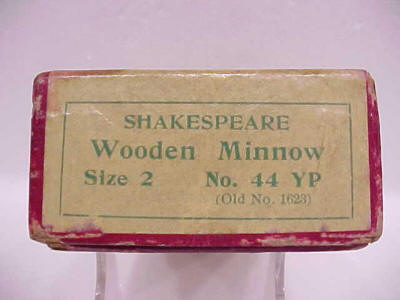 SHAKESPEARE
Wooden Minnow
Size 2 No. 44 YP
(Old No. 1623)